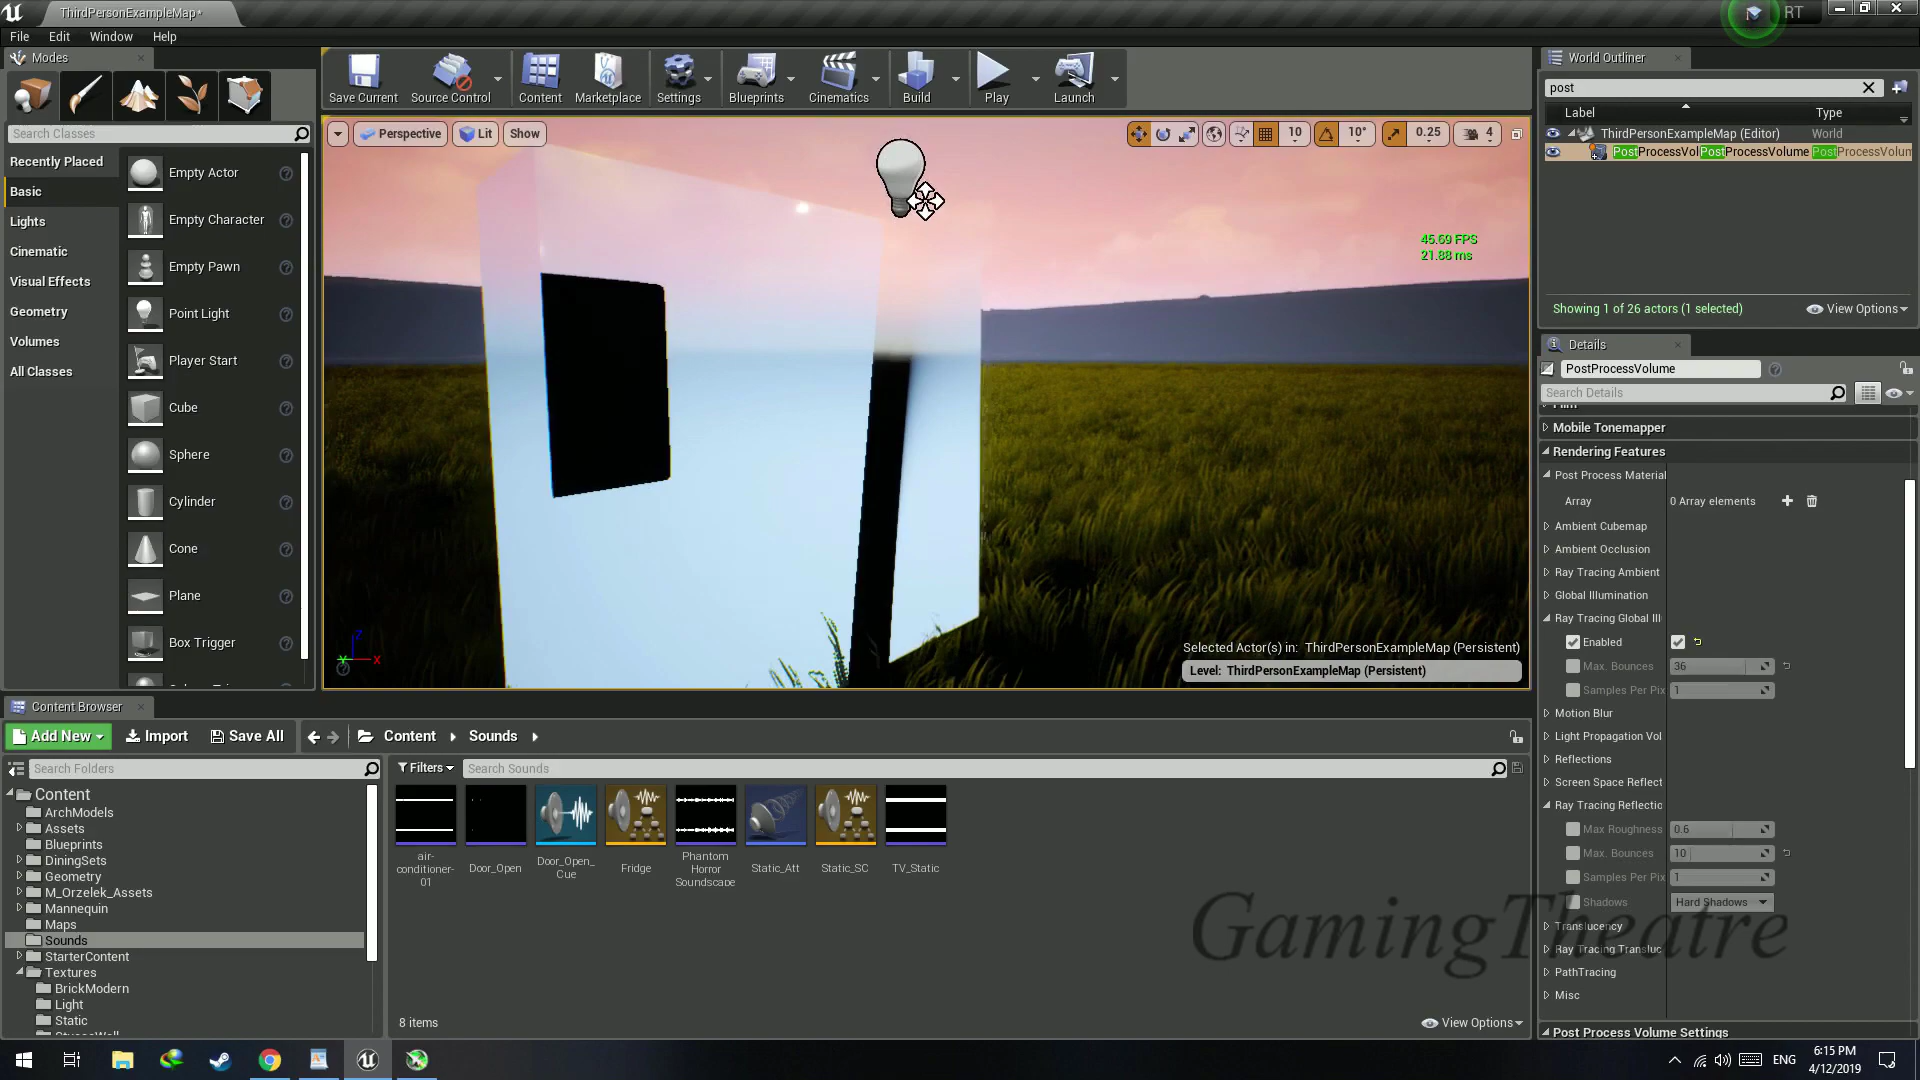 ThirdPersonExampleMap*
RT
File Edit Window Help
Modes
Search Classes
Recently Placed
Basic
Lights
Cinematic
Visual Effects
Geometry
Volumes
All Classes
Empty Actor
Empty Character
Empty Pawn
Point Light
Player Start
Cube
Sphere
Cylinder
Cone
Plane
Box Trigger
Save Current Source Control Content Marketplace Settings Blueprints Cinematics Build Play Launch
Perspective Lit Show
10 10° 0.25 4
45.69 FPS
21.88 ms
Z
Y X
Selected Actor(s) in: ThirdPersonExampleMap (Persistent)
Level: ThirdPersonExampleMap (Persistent)
World Outliner
post
Label Type
ThirdPersonExampleMap (Editor) World
PostProcessVol PostProcessVolume PostProcessVolum
Showing 1 of 26 actors (1 selected) View Options
Details
PostProcessVolume
Search Details
Mobile Tonemapper
Rendering Features
Post Process Material
Array 0 Array elements
Ambient Cubemap
Ambient Occlusion
Ray Tracing Ambient
Global Illumination
Ray Tracing Global Ill
Enabled
Max. Bounces 36
Samples Per Pix 1
Motion Blur
Light Propagation Vol
Reflections
Screen Space Reflect
Ray Tracing Reflectio
Max Roughness 0.6
Max. Bounces 10
Samples Per Pix 1
Shadows Hard Shadows
Translucency
Ray Tracing Transluc
PathTracing
Misc
Post Process Volume Settings
Content Browser
Add New Import Save All Content Sounds
Search Folders
Filters Search Sounds
Content
ArchModels
Assets
Blueprints
DiningSets
Geometry
M_Orzelek_Assets
Mannequin
Maps
Sounds
StarterContent
Textures
BrickModern
Light
Static
air-
conditioner-
01
Door_Open
Door_Open_
Cue
Fridge
Phantom
Horror
Soundscape
Static_Att
Static_SC
TV_Static
8 items View Options
GamingTheatre
ENG
6:15 PM
4/12/2019